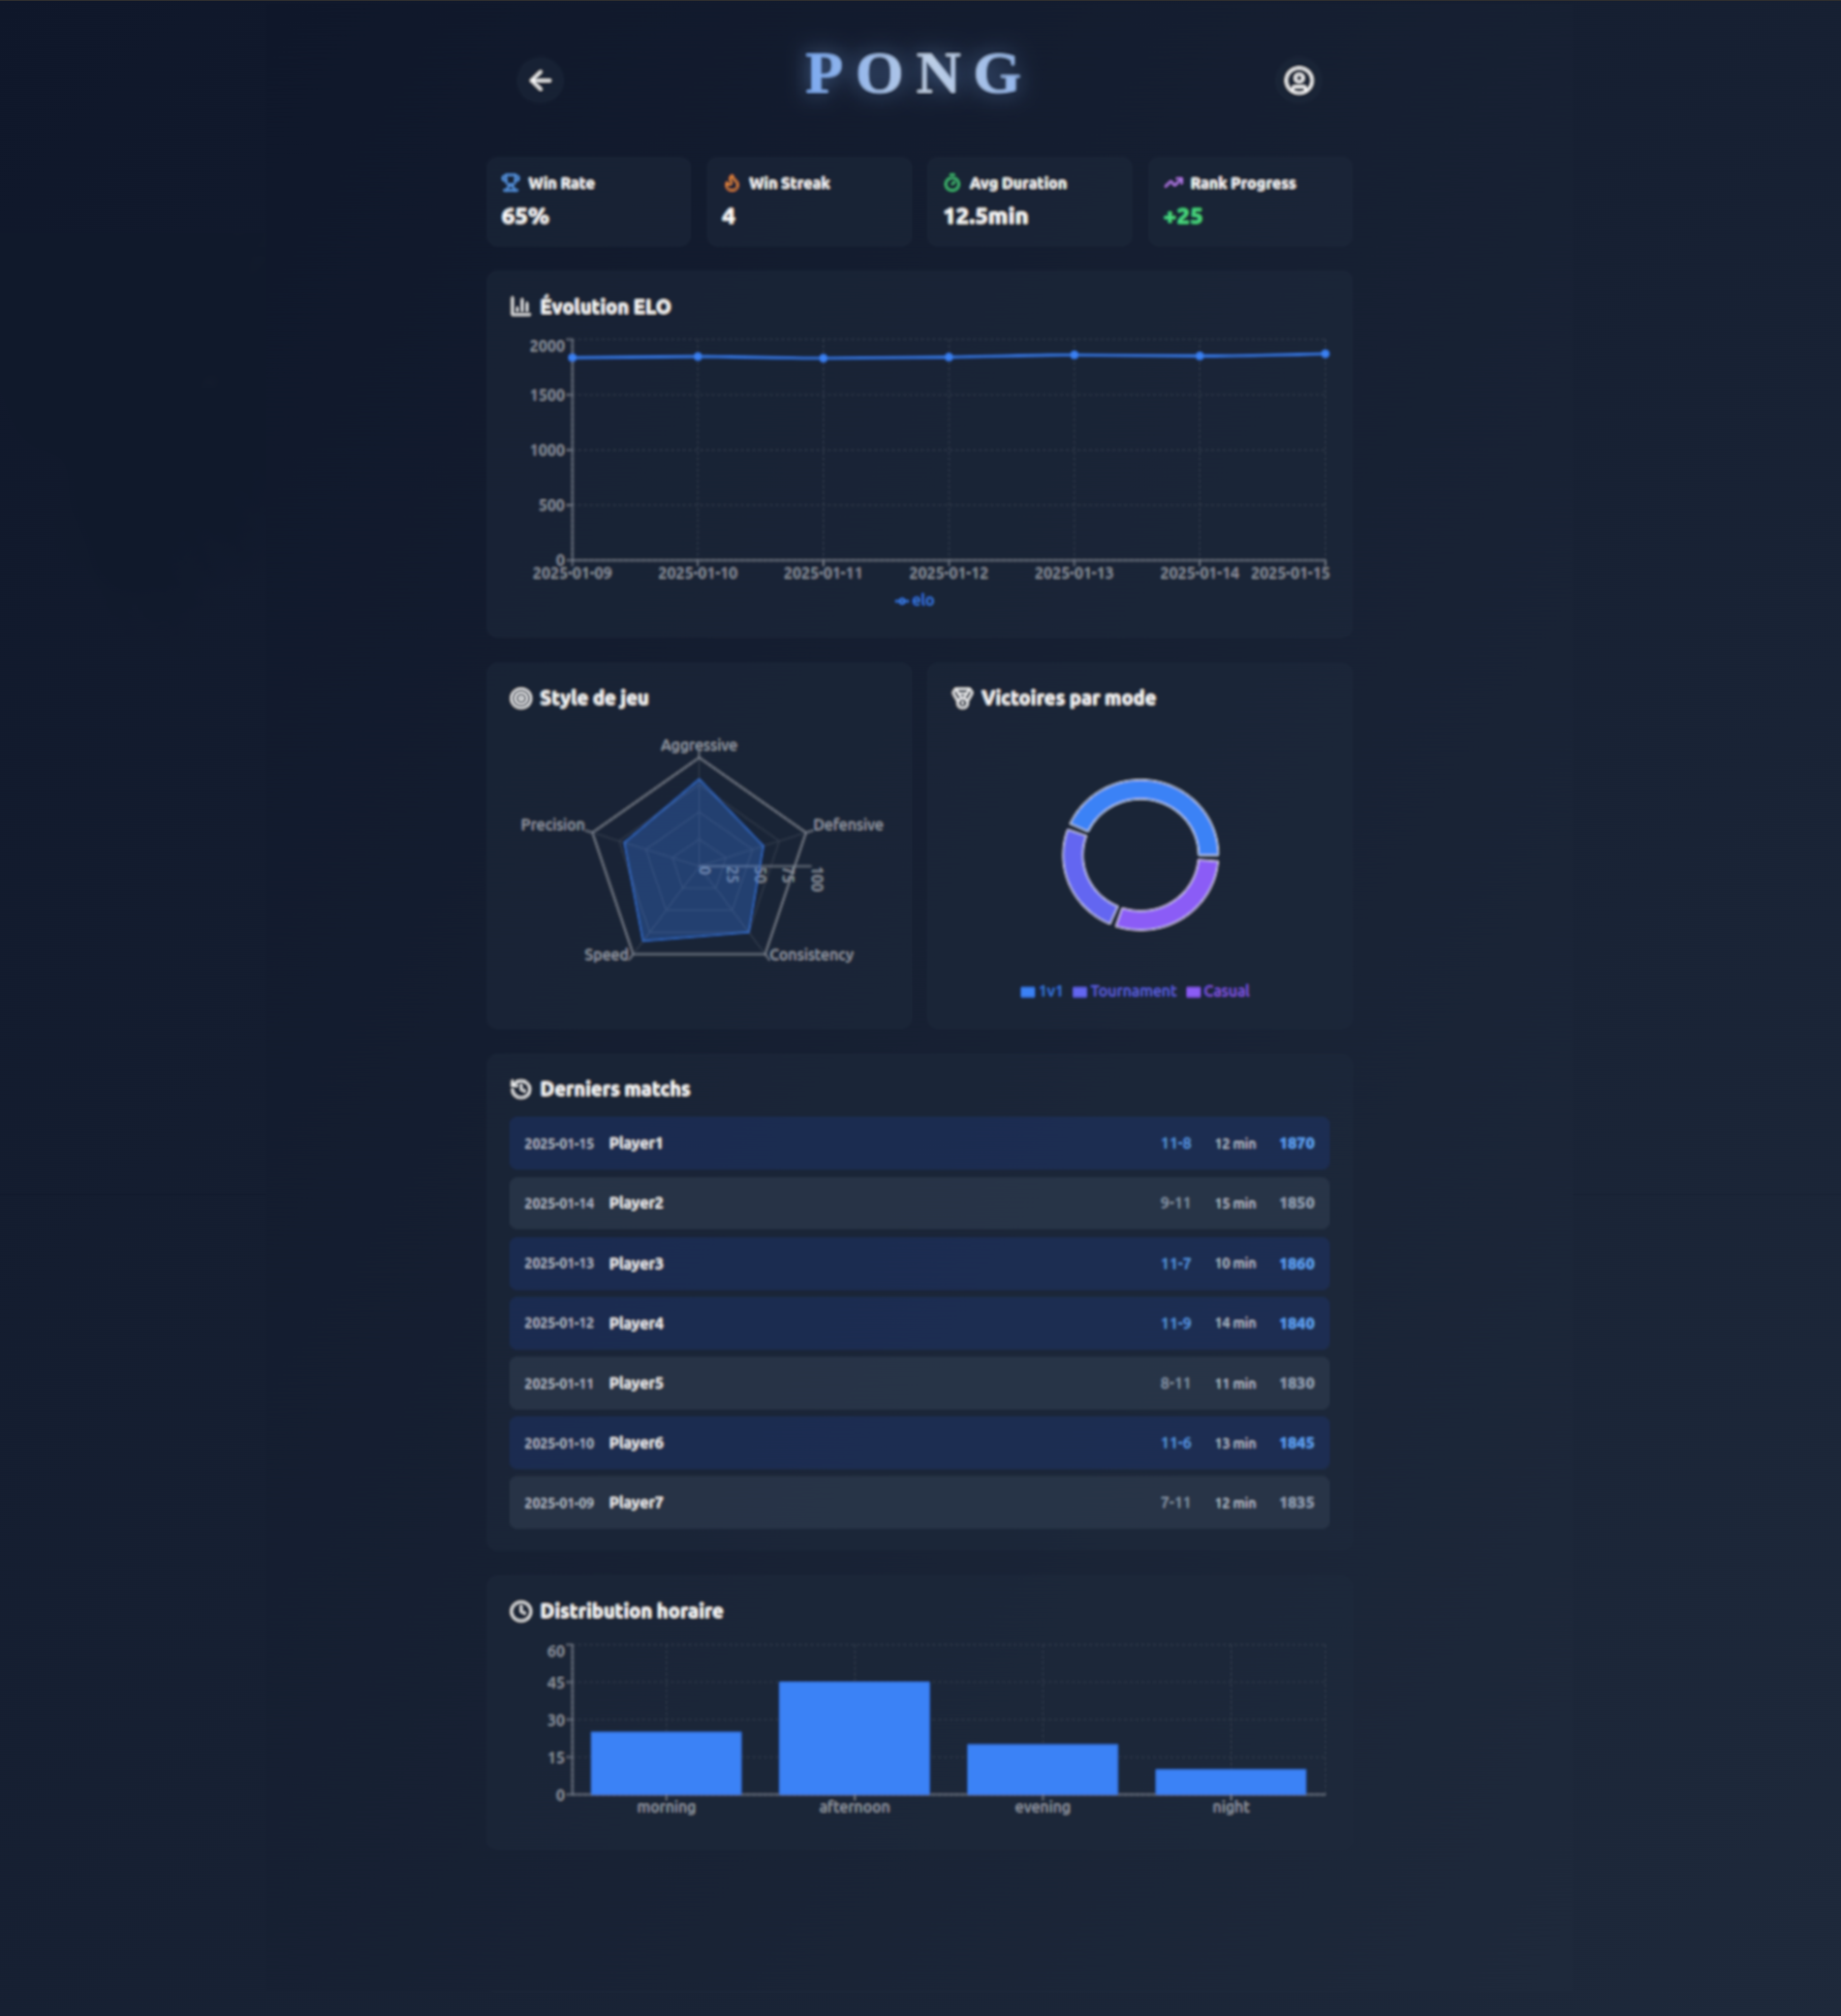 PONG
Win Rate
65%
Win Streak
4
Avg Duration
12.5min
Rank Progress
+25
Évolution ELO
2000
1500
1000
500
0
2025-01-09 2025-01-10 2025-01-11 2025-01-12 2025-01-13 2025-01-14 2025-01-15
elo
Style de jeu
Aggressive
Precision
Defensive
0 25 50 75 100
Speed
Consistency
Victoires par mode
1v1 Tournament Casual
Derniers matchs
2025-01-15 Player1 11-8 12 min 1870
2025-01-14 Player2 9-11 15 min 1850
2025-01-13 Player3 11-7 10 min 1860
2025-01-12 Player4 11-9 14 min 1840
2025-01-11 Player5 8-11 11 min 1830
2025-01-10 Player6 11-6 13 min 1845
2025-01-09 Player7 7-11 12 min 1835
Distribution horaire
60
45
30
15
0
morning afternoon evening night